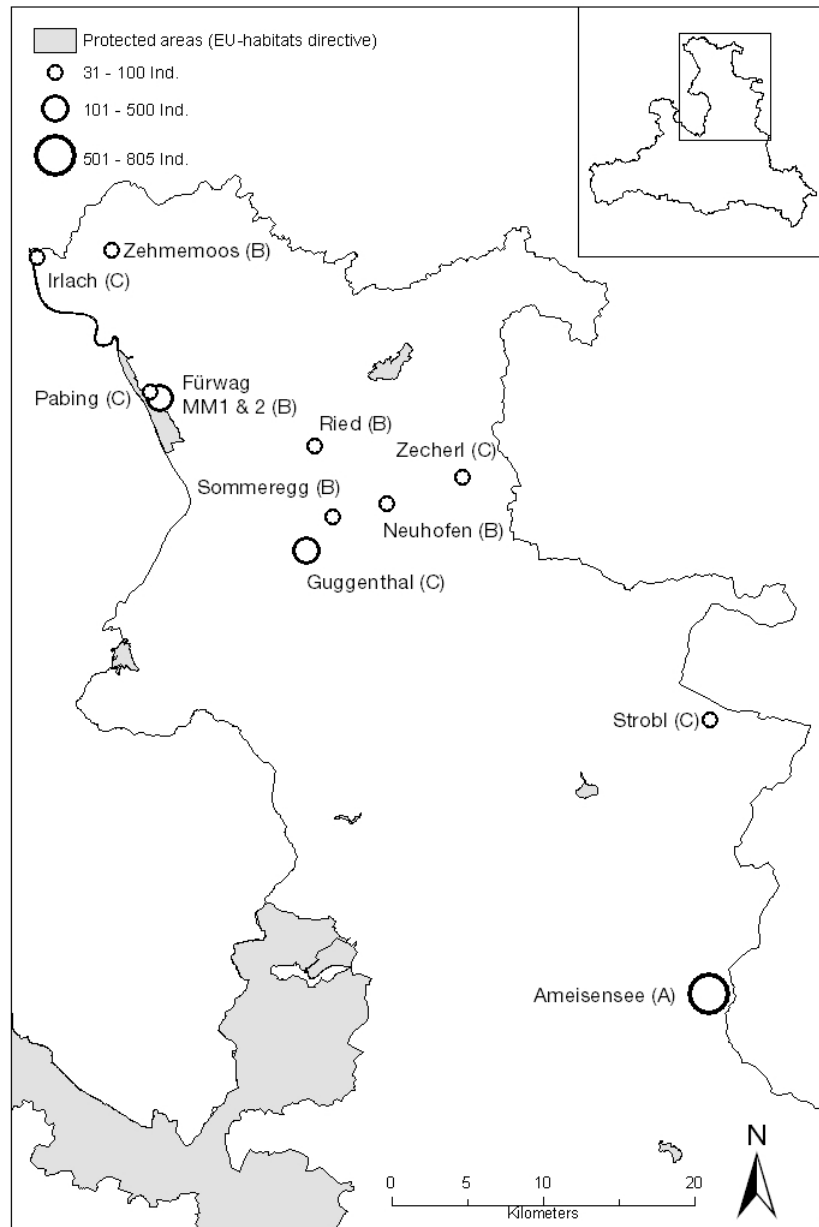 Protected areas (EU-habitats directive)
31 - 100 Ind.
101 - 500 Ind.
501 - 805 Ind.
Zehmemoos (B)
Irlach (C)
Fürwag
Pabing (C)
MM1 & 2 (B)
Ried (B)
Zecherl (C)
Sommeregg (B)
Neuhofen (B)
Guggenthal (C)
Strobl (C)
Ameisensee (A)
N
0 5 10 20
Kilometers